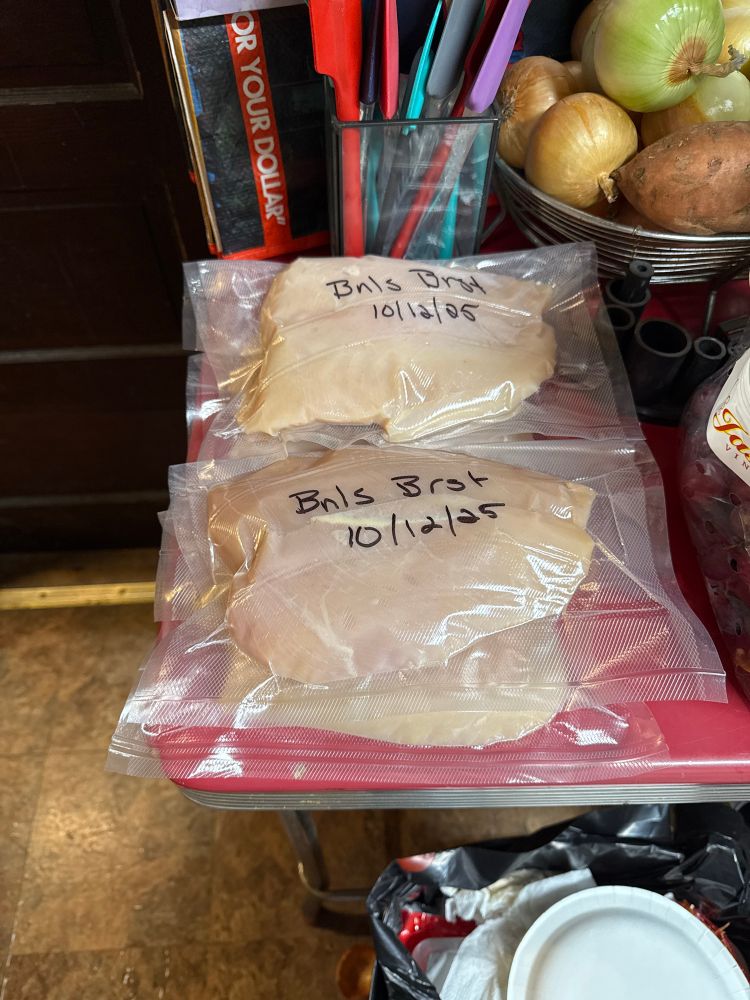 OR YOUR DOLLAR"
Bnls Brst
10/12/25
Bnls Brst
10/12/25